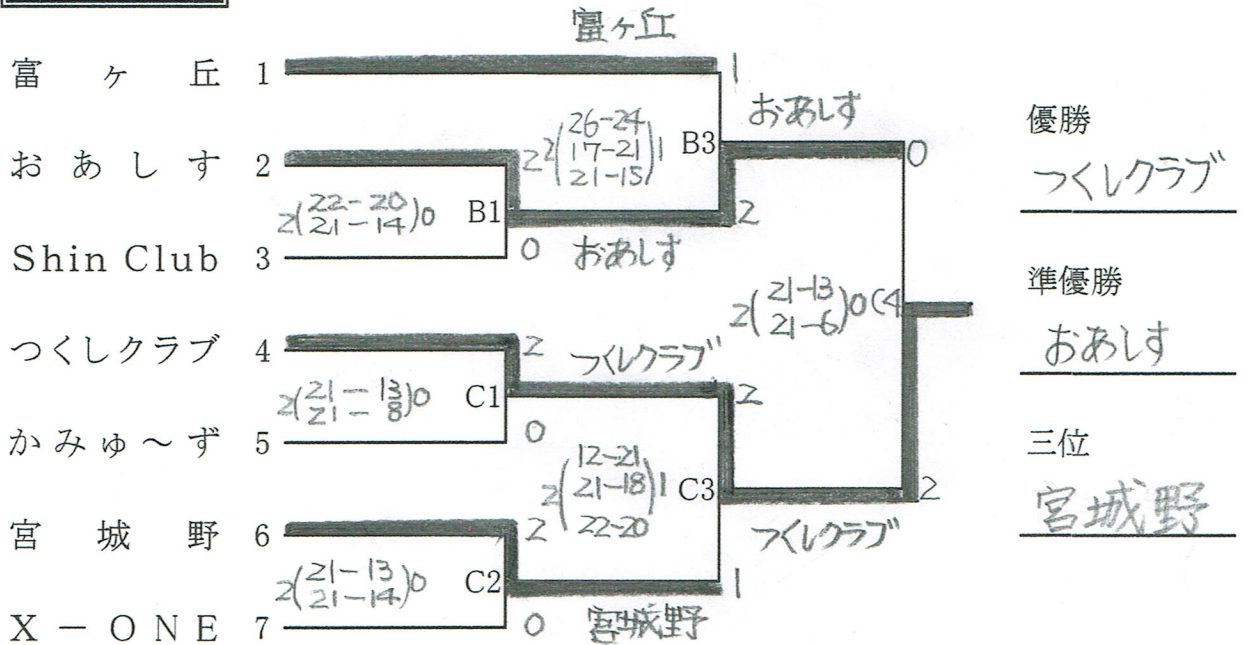 富ヶ丘
富ヶ丘 1
1
おあしす
26-24
2(17-21)1
21-15
B3
0
優勝
つくしクラブ
おあしす 2
2
22-20
2(21-14)0
B1
2
Shin Club 3
0
おあしす
21-13
2(21-6)0
C4
準優勝
おあしす
つくしクラブ 4
2
つくしクラブ
21-13
2(21-8)0
C1
2
かみゅ~ず 5
0
12-21
2(21-18)1
22-20
C3
2
三位
宮城野
つくしクラブ
宮城野 6
2
21-13
2(21-14)0
C2
1
X-ONE 7
0
宮城野